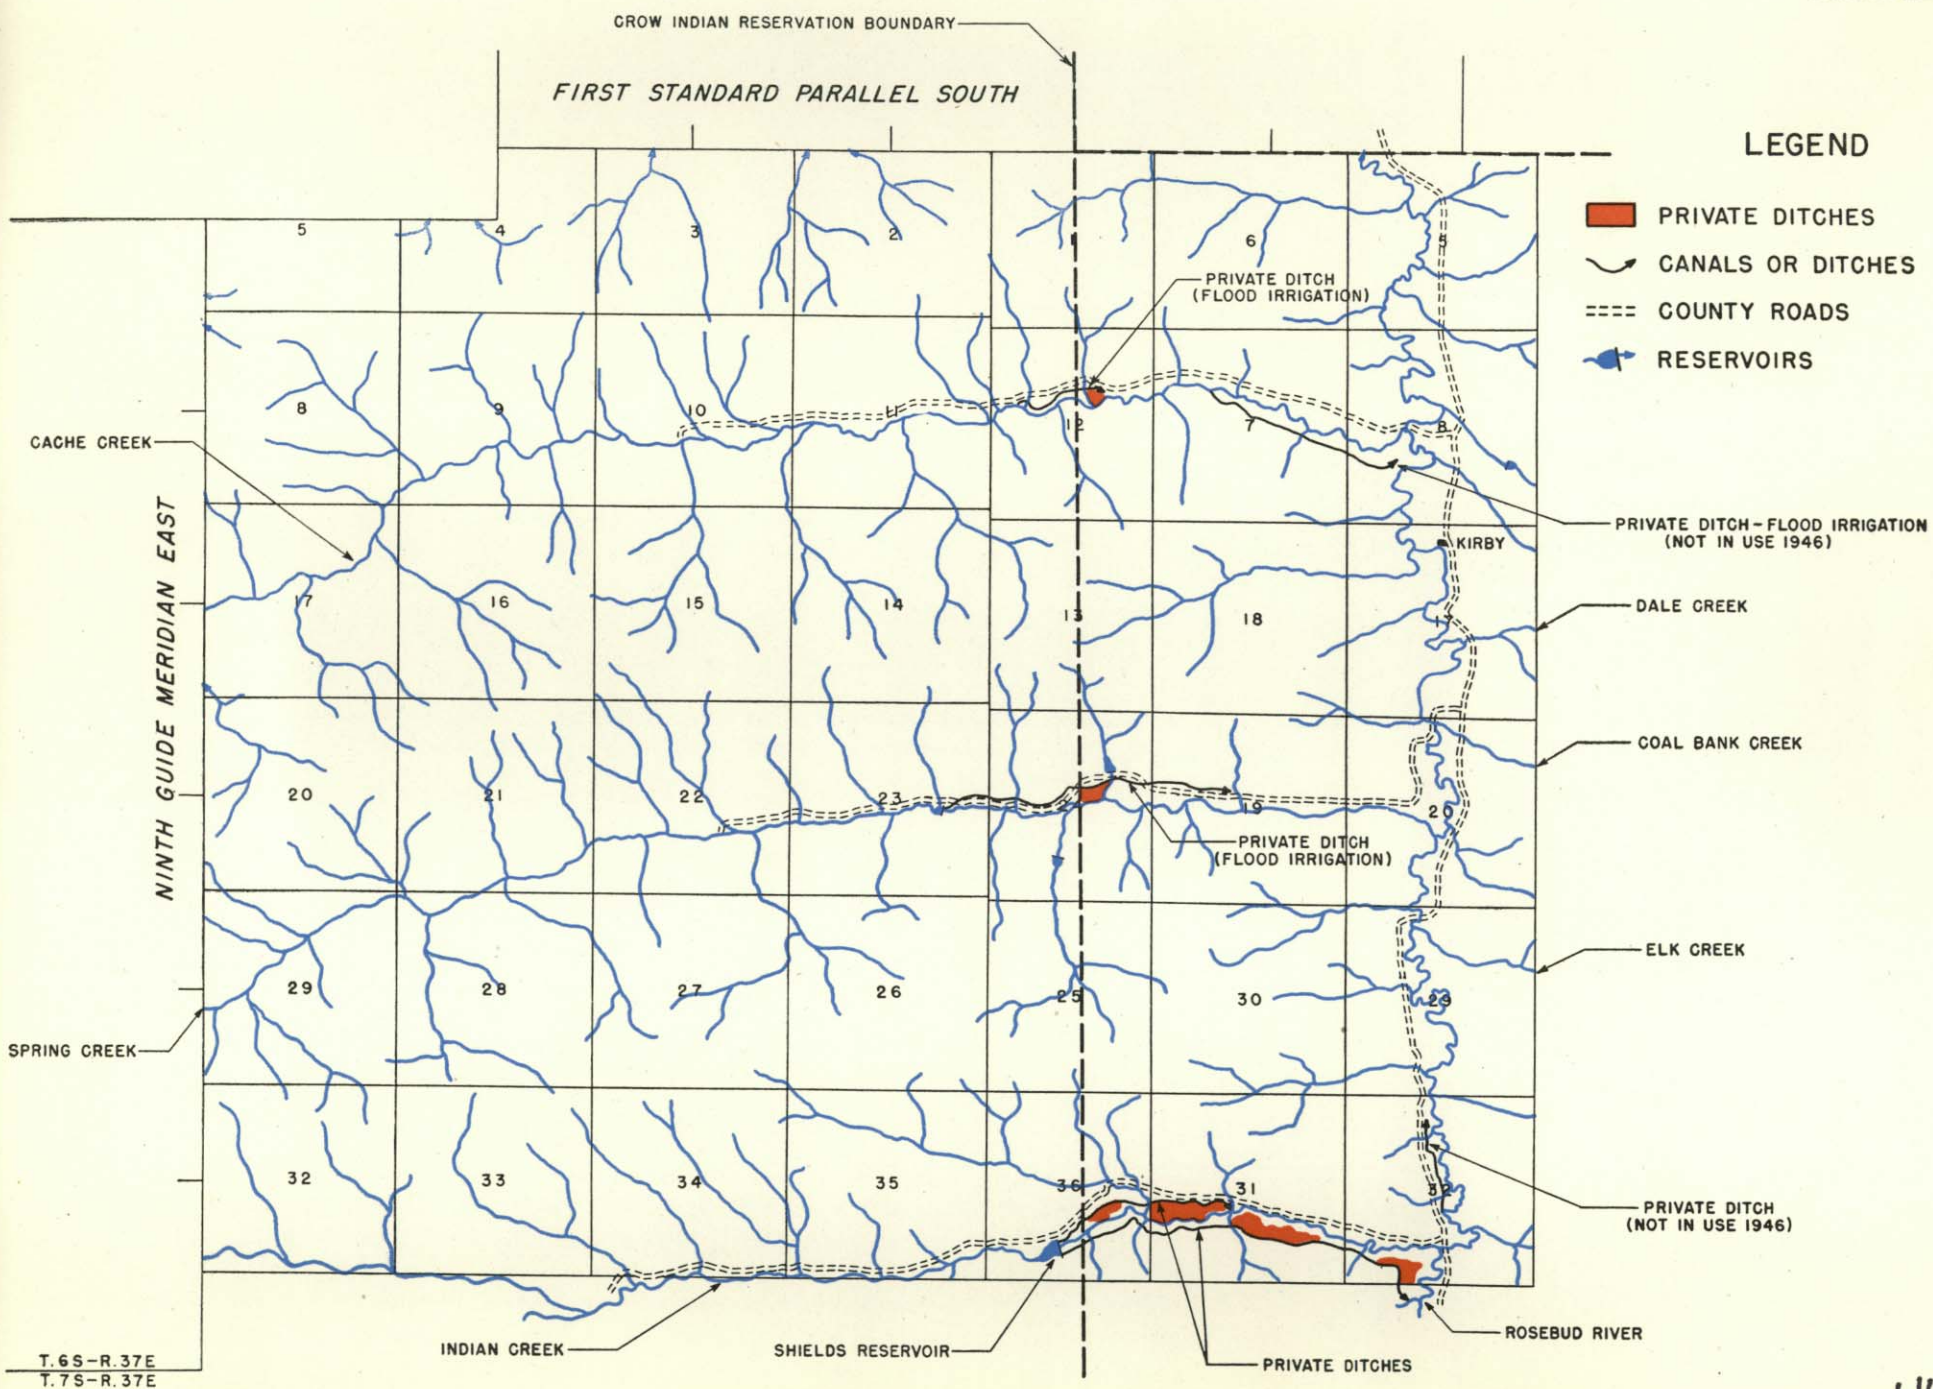 CROW INDIAN RESERVATION BOUNDARY
FIRST STANDARD PARALLEL SOUTH
LEGEND
PRIVATE DITCHES
CANALS OR DITCHES
COUNTY ROADS
RESERVOIRS
5
4
3
2
1
6
5
PRIVATE DITCH
(FLOOD IRRIGATION)
8
9
10
11
12
7
8
CACHE CREEK
NINTH GUIDE MERIDIAN EAST
PRIVATE DITCH-FLOOD IRRIGATION
(NOT IN USE 1946)
KIRBY
17
16
15
14
13
18
17
DALE CREEK
COAL BANK CREEK
20
21
22
23
19
20
PRIVATE DITCH
(FLOOD IRRIGATION)
ELK CREEK
29
28
27
26
25
30
29
SPRING CREEK
32
33
34
35
36
31
32
PRIVATE DITCH
(NOT IN USE 1946)
INDIAN CREEK
SHIELDS RESERVOIR
PRIVATE DITCHES
ROSEBUD RIVER
T.6S-R.37E
T.7S-R.37E